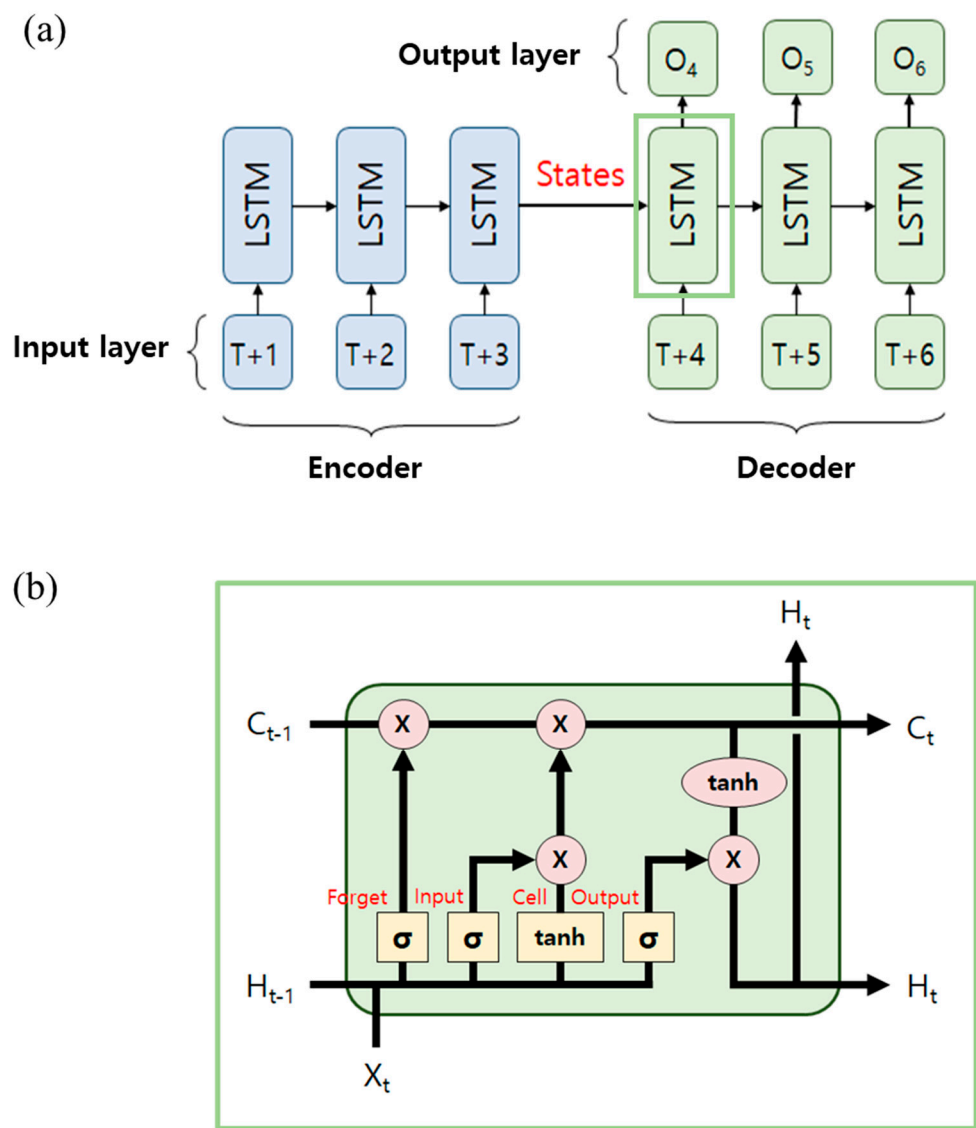 (a)
Output layer
O4 O5 O6
LSTM LSTM LSTM States LSTM LSTM LSTM
Input layer
T+1 T+2 T+3 T+4 T+5 T+6
Encoder Decoder
(b)
Ht
Ct-1 X X Ct
tanh
X X
Forget Input Cell Output
σ σ tanh σ
Ht-1 Ht
Xt